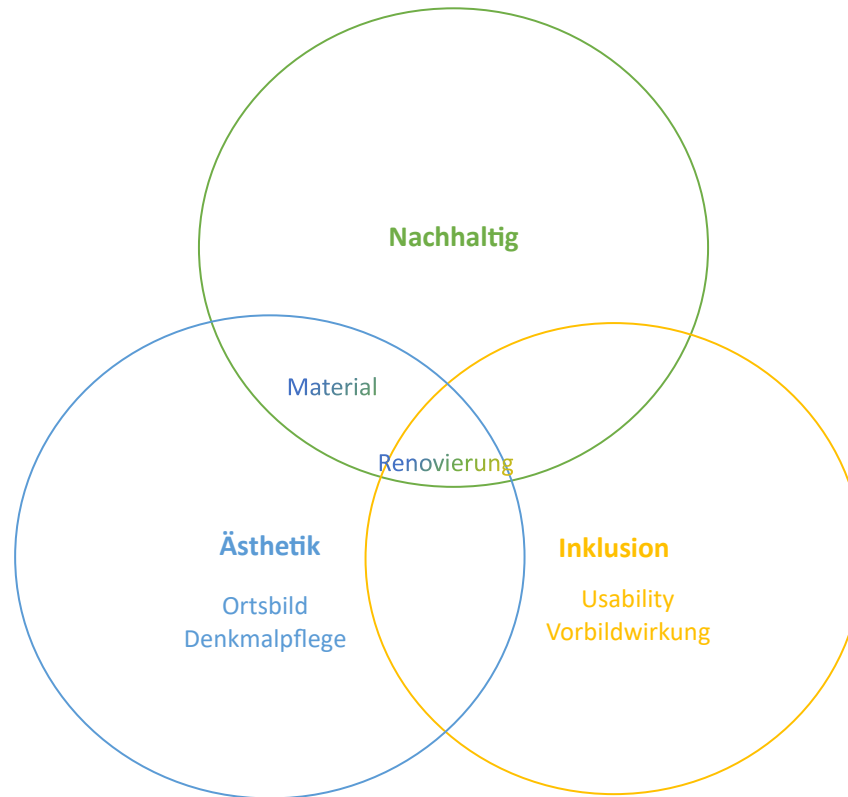 Nachhaltig
Material
Renovierung
Ästhetik
Ortsbild
Denkmalpflege
Inklusion
Usability
Vorbildwirkung